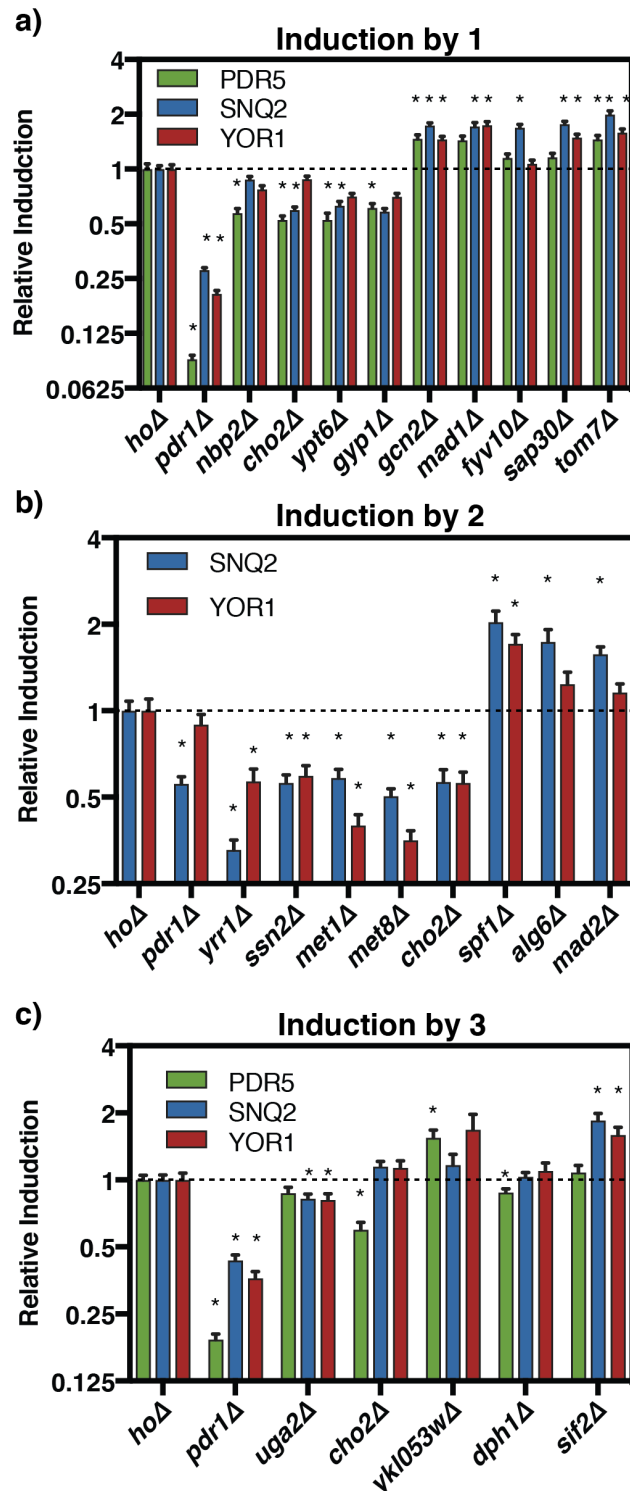 a)
Induction by 1
Relative Indudction
4
2
1
0.5
0.25
0.125
0.0625
PDR5
SNQ2
YOR1
* * * * * * * * * * * * * * * * * * * *
hoΔ pdr1Δ nbp2Δ cho2Δ ypt6Δ gyp1Δ gcn2Δ mad1Δ fyv10Δ sap30Δ tom7Δ
b)
Induction by 2
Relative Indudction
4
2
1
0.5
0.25
SNQ2
YOR1
* * * * * * * * * * * * * * *
hoΔ pdr1Δ yrr1Δ ssn2Δ met1Δ met8Δ cho2Δ spf1Δ alg6Δ mad2Δ
c)
Induction by 3
Relative Indudction
4
2
1
0.5
0.25
0.125
PDR5
SNQ2
YOR1
* * * * * * * * * *
hoΔ pdr1Δ uga2Δ cho2Δ ykl053wΔ dph1Δ sif2Δ